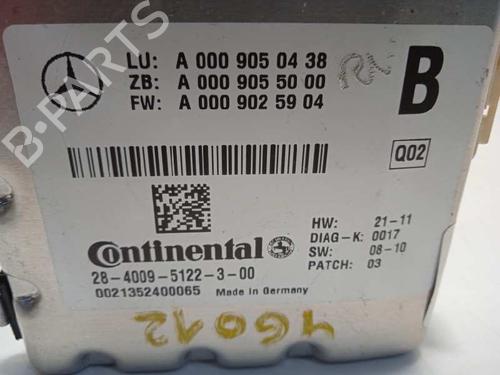 LU: A 000 905 04 38
ZB: A 000 905 50 00
FW: A 000 902 59 04
B
Q02
Continental
HW: 21-11
DIAG-K: 0017
SW: 08-10
PATCH: 03
28-4009-5122-3-00
0021352400065 Made in Germany
46012
B-Parts